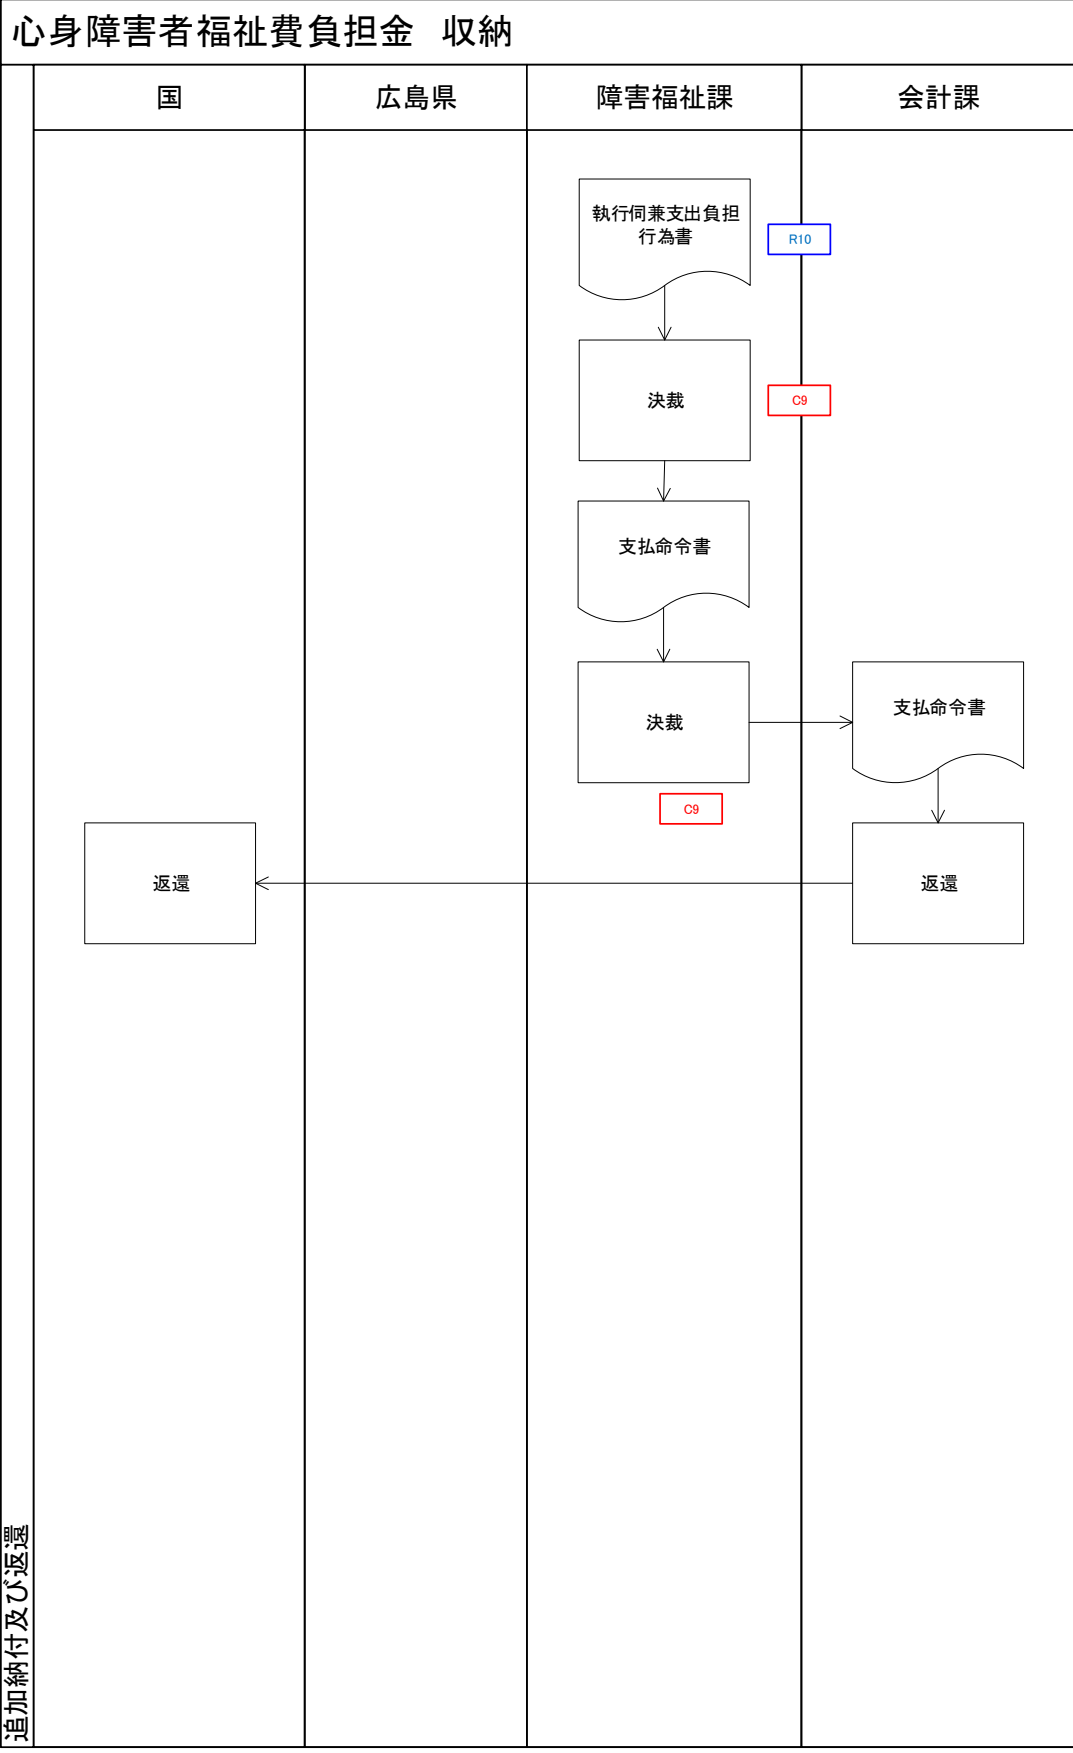 心身障害者福祉費負担金　収納
国
広島県
障害福祉課
会計課
執行伺兼支出負担
行為書
R10
決裁
C9
支払命令書
決裁
支払命令書
C9
返還
返還
追加納付及び返還